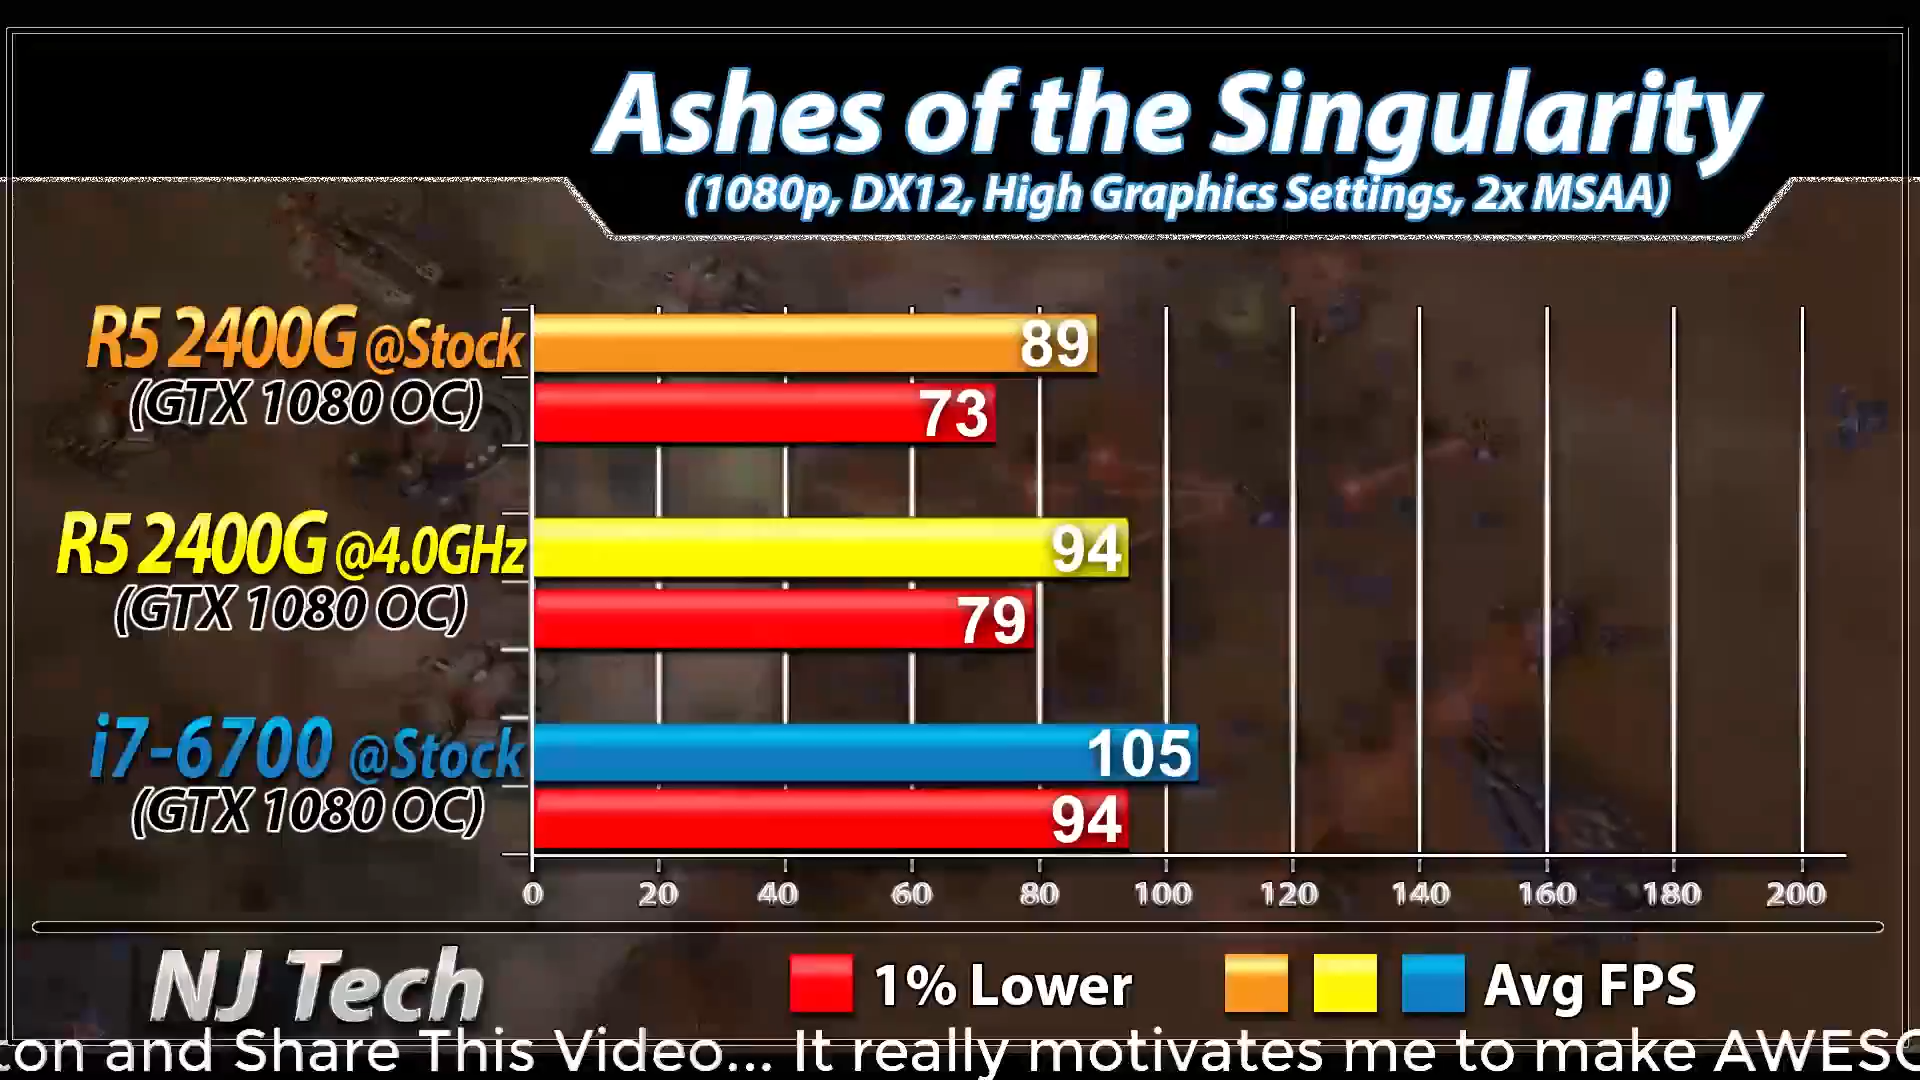 Ashes of the Singularity
(1080p, DX12, High Graphics Settings, 2x MSAA)
R5 2400G @Stock
(GTX 1080 OC)
89
73
R5 2400G @4.0GHz
(GTX 1080 OC)
94
79
i7-6700 @Stock
(GTX 1080 OC)
105
94
0 20 40 60 80 100 120 140 160 180 200
NJ Tech
1% Lower
Avg FPS
and Share This Video... It really motivates me to make